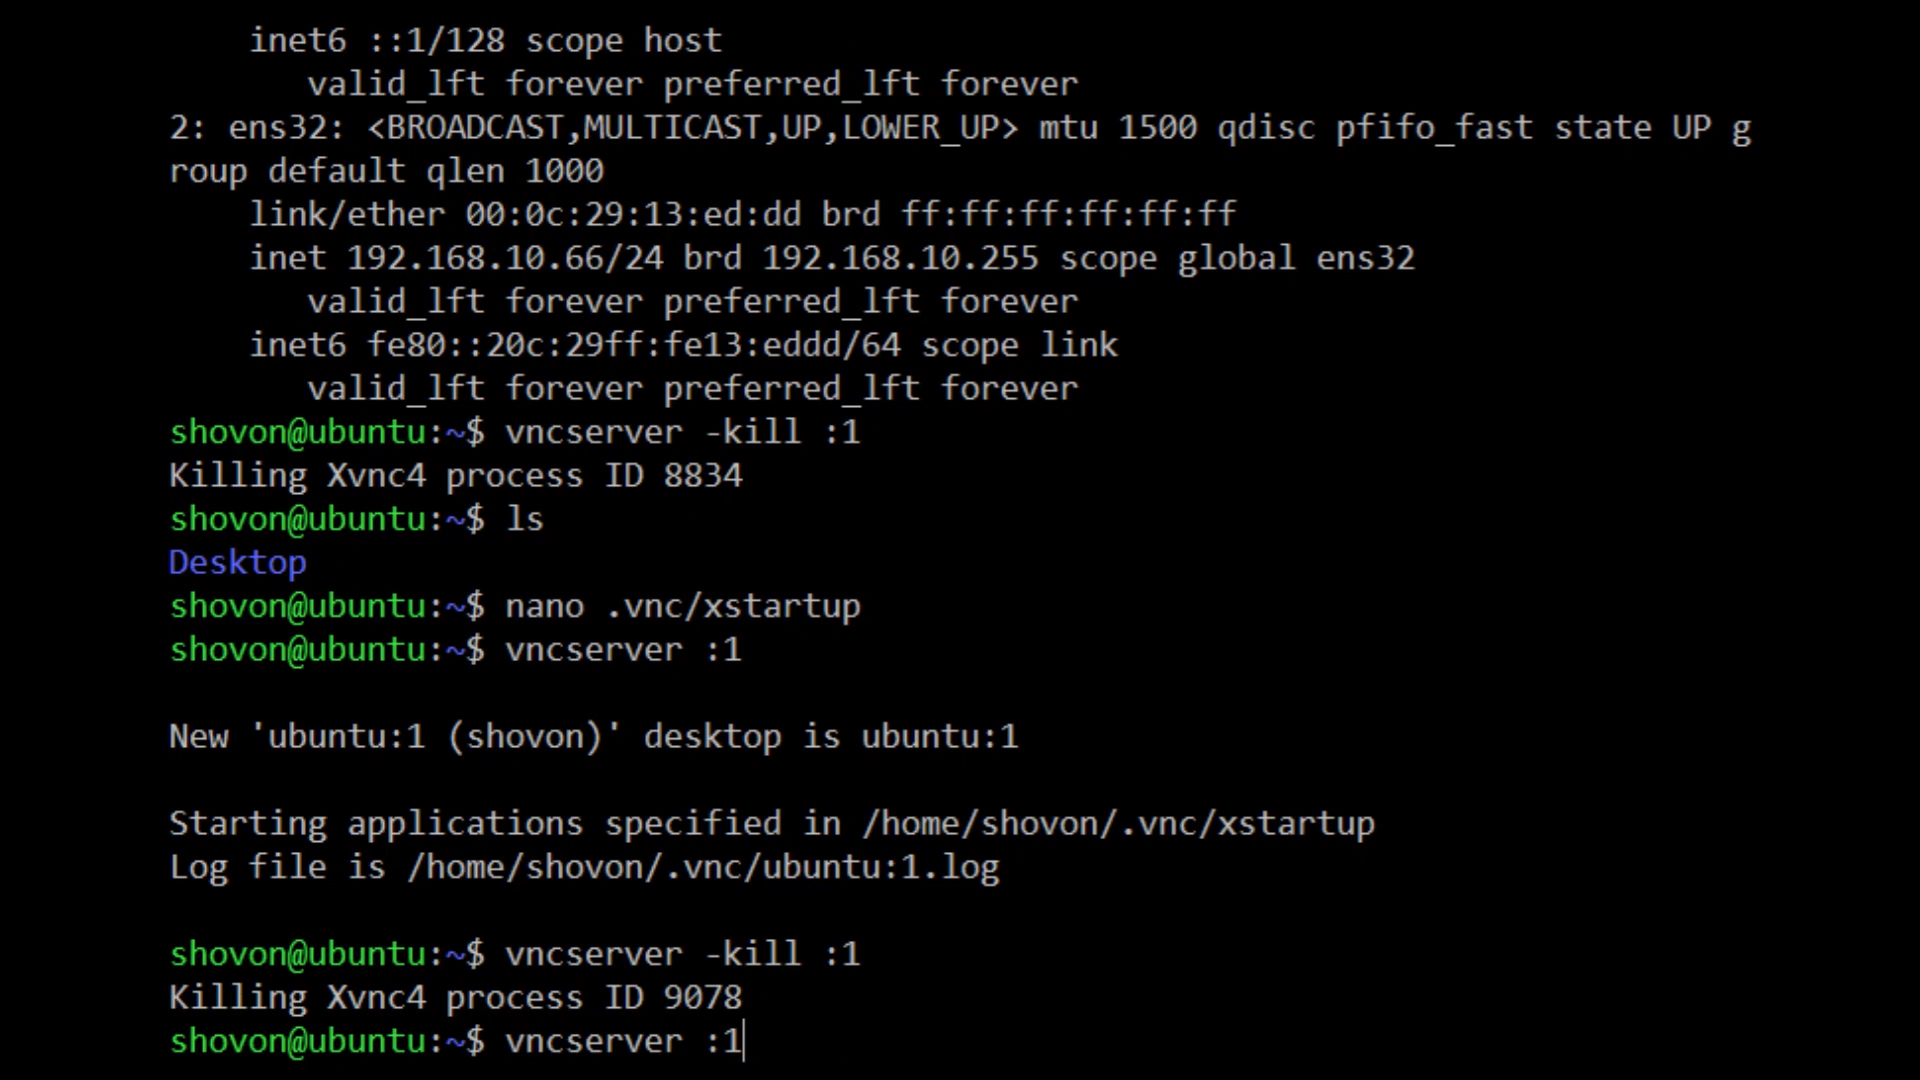 inet6 ::1/128 scope host
valid_lft forever preferred_lft forever
2: ens32: <BROADCAST,MULTICAST,UP,LOWER_UP> mtu 1500 qdisc pfifo_fast state UP g
roup default qlen 1000
link/ether 00:0c:29:13:ed:dd brd ff:ff:ff:ff:ff:ff
inet 192.168.10.66/24 brd 192.168.10.255 scope global ens32
valid_lft forever preferred_lft forever
inet6 fe80::20c:29ff:fe13:eddd/64 scope link
valid_lft forever preferred_lft forever
shovon@ubuntu:~$ vncserver -kill :1
Killing Xvnc4 process ID 8834
shovon@ubuntu:~$ ls
Desktop
shovon@ubuntu:~$ nano .vnc/xstartup
shovon@ubuntu:~$ vncserver :1
New 'ubuntu:1 (shovon)' desktop is ubuntu:1
Starting applications specified in /home/shovon/.vnc/xstartup
Log file is /home/shovon/.vnc/ubuntu:1.log
shovon@ubuntu:~$ vncserver -kill :1
Killing Xvnc4 process ID 9078
shovon@ubuntu:~$ vncserver :1